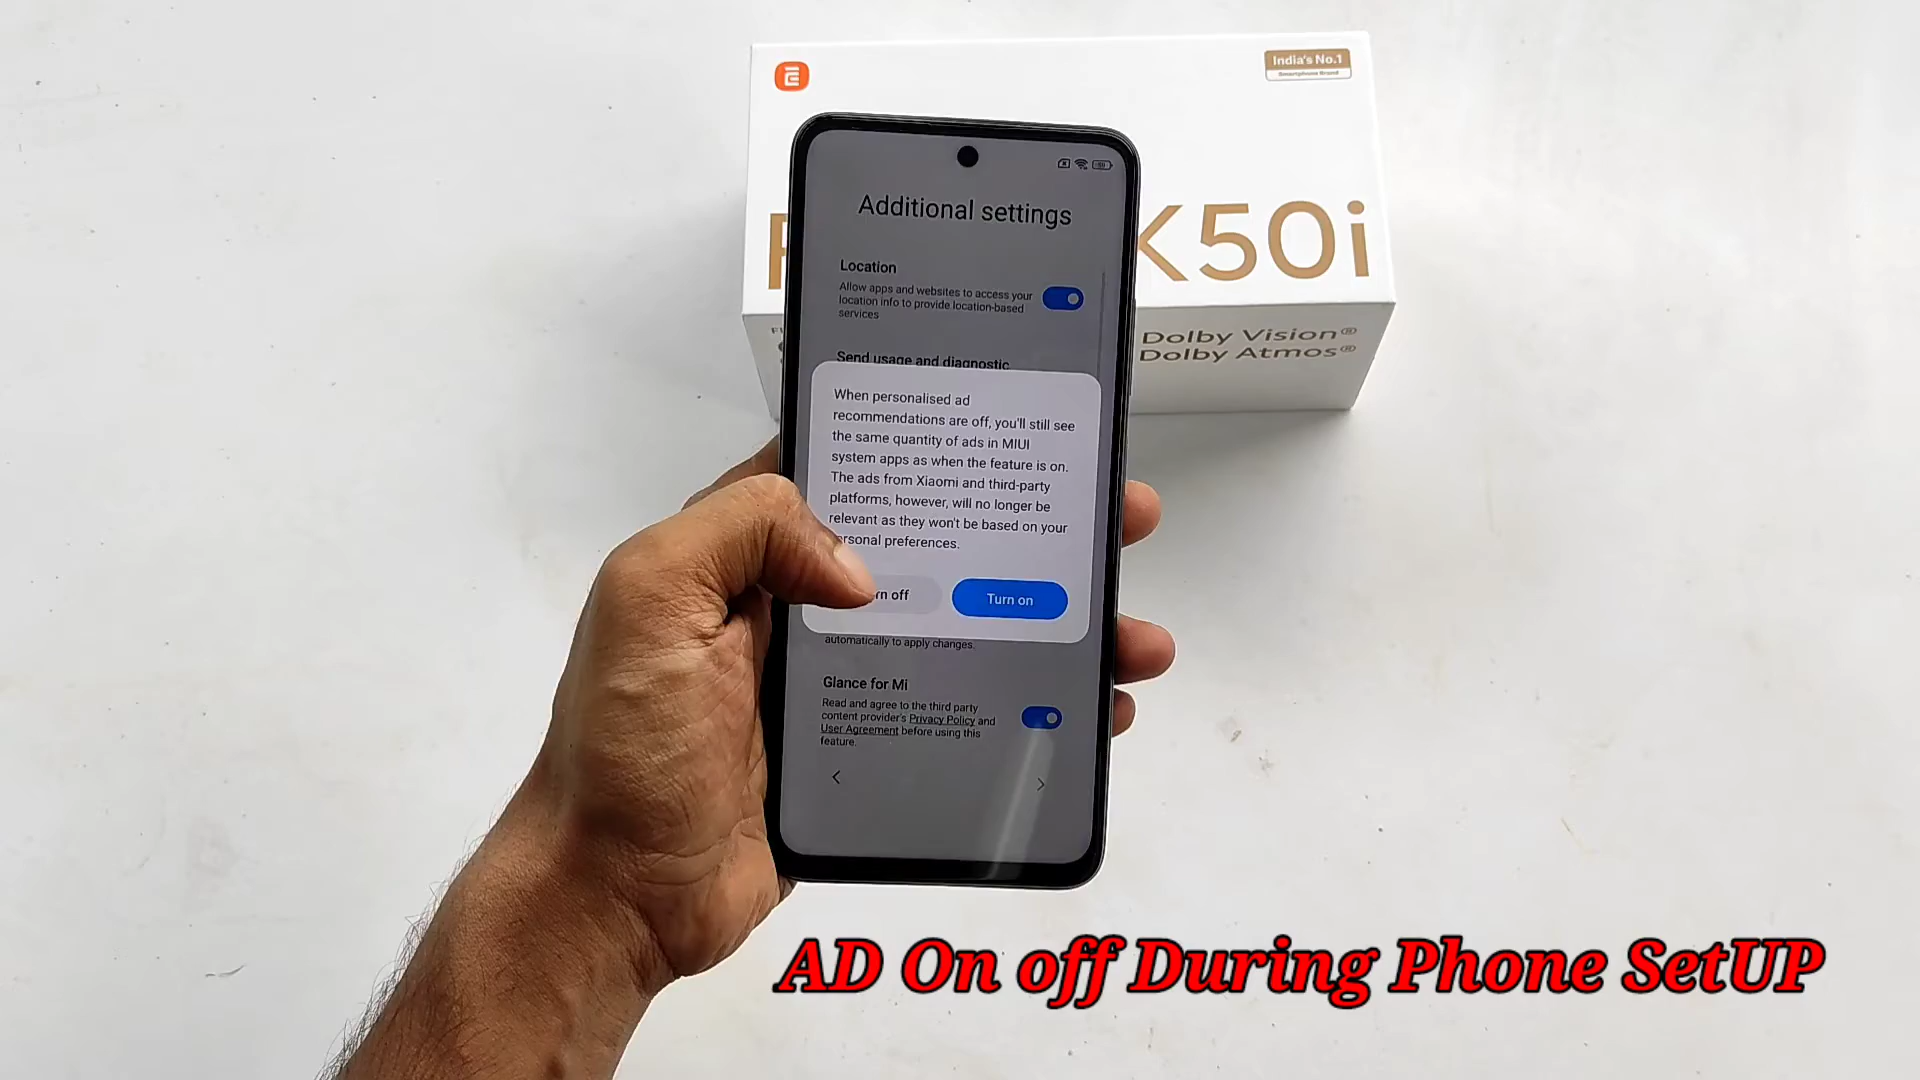 India's No.1
Smartphone Brand
K50i
Dolby Vision®
Dolby Atmos®
Additional settings
Location
Allow apps and websites to access your
location info to provide location-based
services
Send usage and diagnostic
When personalised ad
recommendations are off, you'll still see
the same quantity of ads in MIUI
system apps as when the feature is on.
The ads from Xiaomi and third-party
platforms, however, will no longer be
relevant as they won't be based on your
rsonal preferences.
rn off
Turn on
automatically to apply changes.
Glance for Mi
Read and agree to the third party
content provider's Privacy Policy and
User Agreement before using this
feature.
AD On off During Phone SetUP